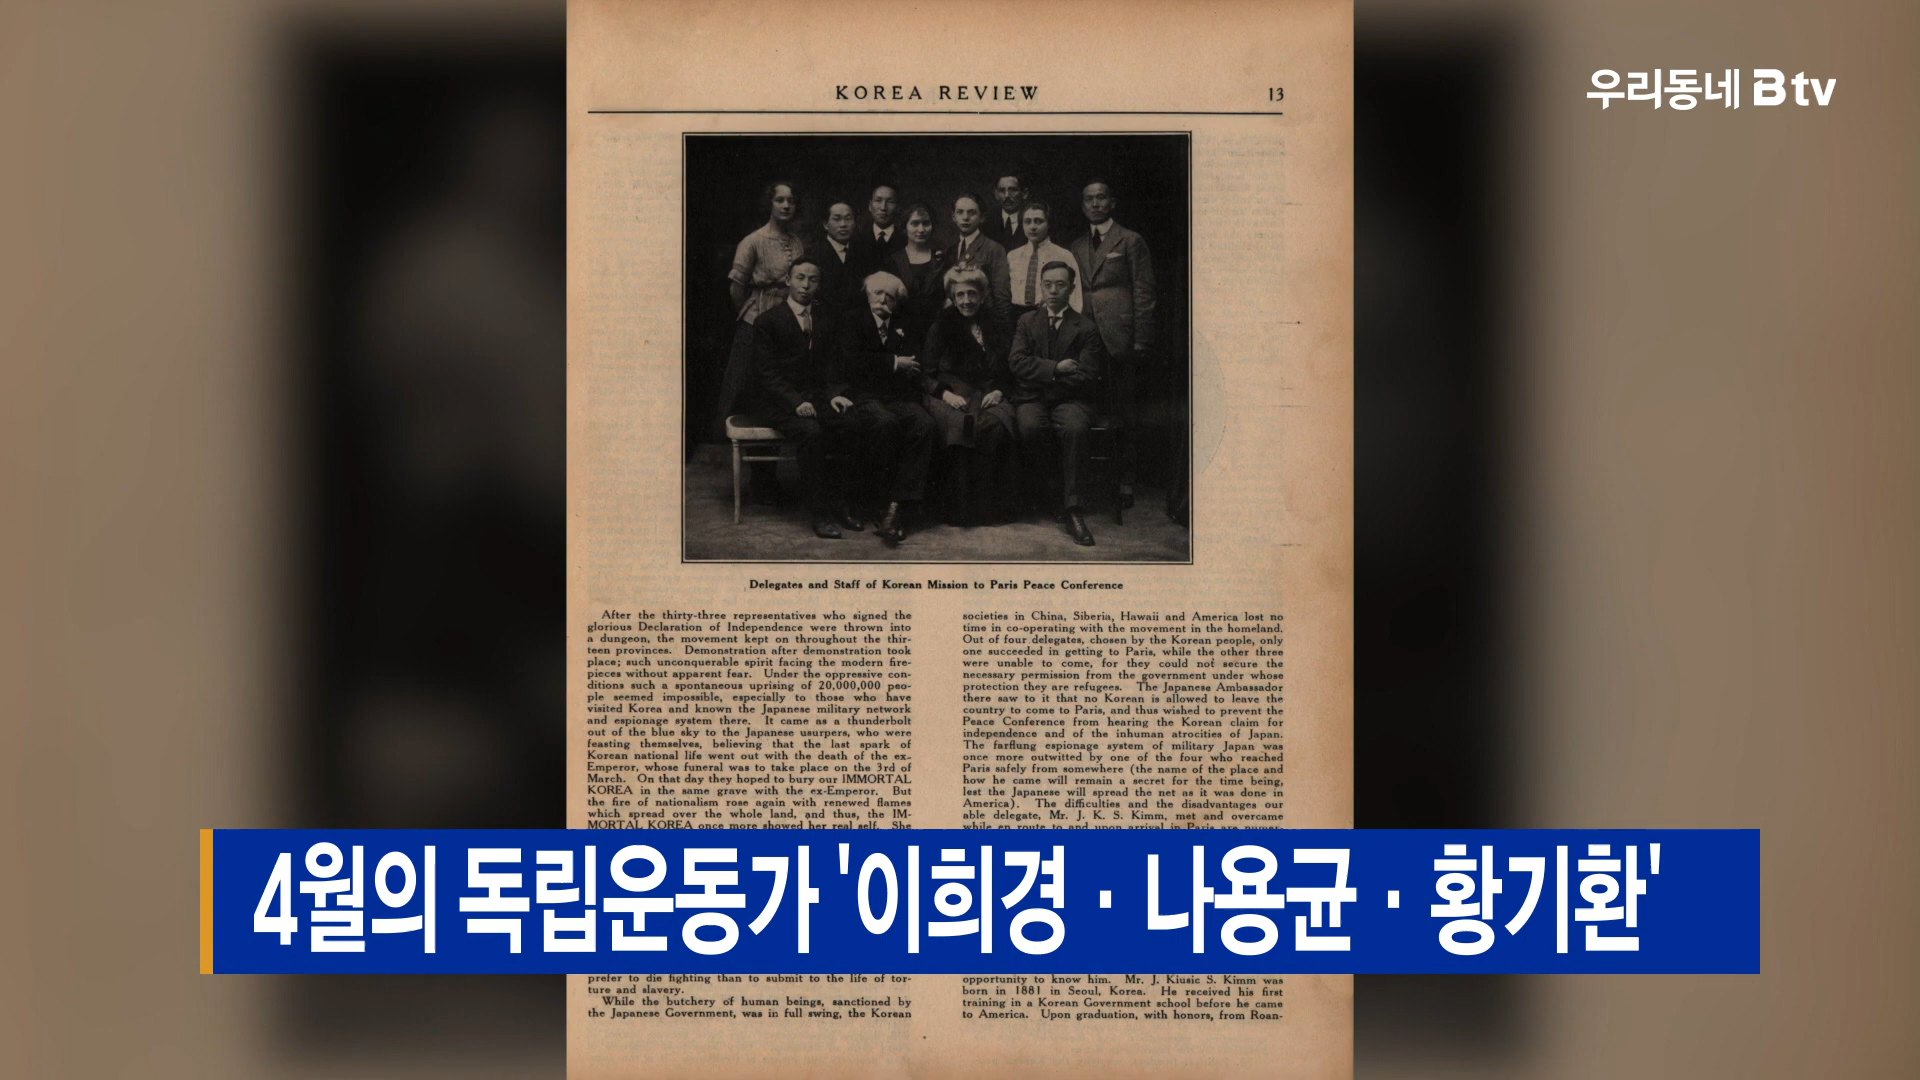 우리동네 B tv
KOREA REVIEW 13
Delegates and Staff of Korean Mission to Paris Peace Conference
After the thirty-three representatives who signed the
glorious Declaration of Independence were thrown into
a dungeon, the movement kept on throughout the thir-
teen provinces. Demonstration after demonstration took
place; such unconquerable spirit facing the modern fire-
pieces without apparent fear. Under the oppressive con-
ditions such a spontaneous uprising of 20,000,000 peo-
ple seemed impossible, especially to those who have
visited Korea and known the Japanese military network
and espionage system there. It came as a thunderbolt
out of the blue sky to the Japanese usurpers, who were
feasting themselves, believing that the last spark of
Korean national life went out with the death of the ex-
Emperor, whose funeral was to take place on the 3rd of
March. On that day they hoped to bury our IMMORTAL
KOREA in the same grave with the ex-Emperor. But
the fire of nationalism rose again with renewed flames
which spread over the whole land, and thus, the IM-
MORTAL KOREA once more showed her real self. She
prefer to die fighting than to submit to the life of tor-
ture and slavery.
While the butchery of human beings, sanctioned by
the Japanese Government, was in full swing, the Korean
societies in China, Siberia, Hawaii and America lost no
time in co-operating with the movement in the homeland.
Out of four delegates, chosen by the Korean people, only
one succeeded in getting to Paris, while the other three
were unable to come, for they could not secure the
necessary permission from the government under whose
protection they are refugees. The Japanese Ambassador
there saw to it that no Korean is allowed to leave the
country to come to Paris, and thus wished to prevent the
Peace Conference from hearing the Korean claim for
independence and of the inhuman atrocities of Japan.
The farflung espionage system of military Japan was
once more outwitted by one of the four who reached
Paris safely from somewhere (the name of the place and
how he came will remain a secret for the time being,
lest the Japanese will spread the net as it was done in
America). The difficulties and the disadvantages our
able delegate, Mr. J. K. S. Kimm, met and overcame
while en route to and upon arrival in Paris are numer-
opportunity to know him. Mr. J. Kiusic S. Kimm was
born in 1881 in Seoul, Korea. He received his first
training in a Korean Government school before he came
to America. Upon graduation, with honors, from Roan-
4월의 독립운동가 '이희경 · 나용균 · 황기환'